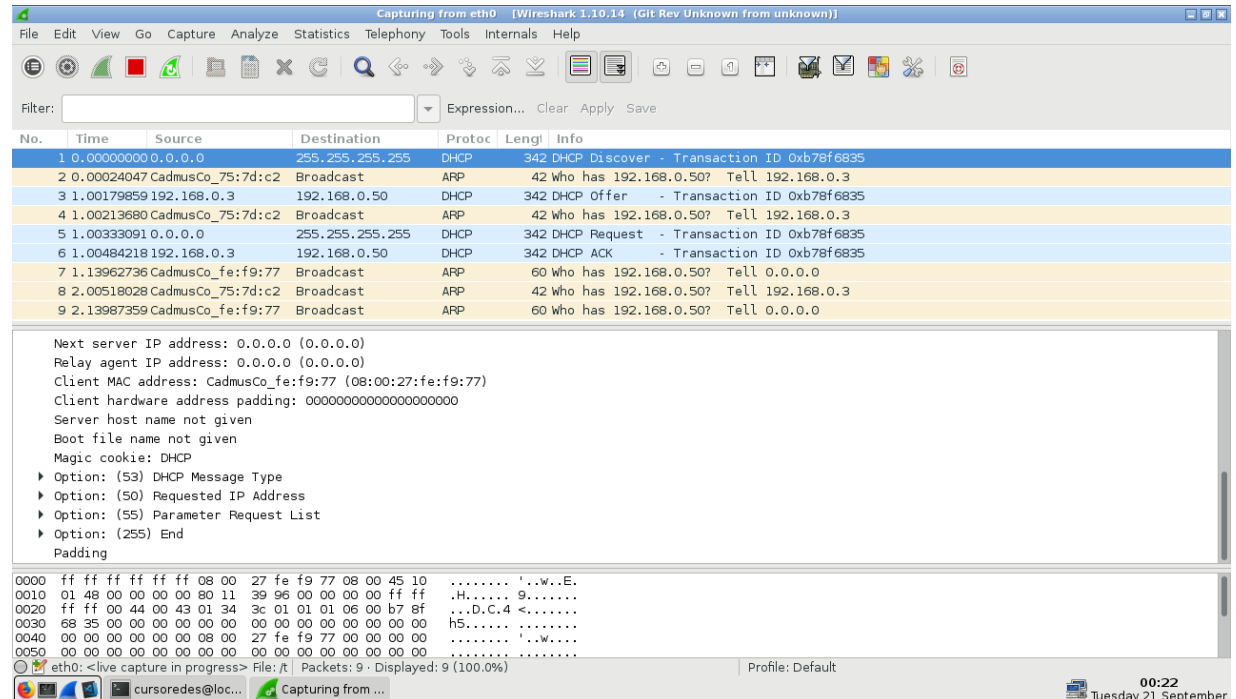 Capturing from eth0 [Wireshark 1.10.14 (Git Rev Unknown from unknown)]
File Edit View Go Capture Analyze Statistics Telephony Tools Internals Help
Filter: Expression... Clear Apply Save
No. Time Source Destination Protoc Lengt Info
1 0.00000000 0.0.0.0 255.255.255.255 DHCP 342 DHCP Discover - Transaction ID 0xb78f6835
2 0.00024047 CadmusCo_75:7d:c2 Broadcast ARP 42 Who has 192.168.0.50? Tell 192.168.0.3
3 1.00179859 192.168.0.3 192.168.0.50 DHCP 342 DHCP Offer - Transaction ID 0xb78f6835
4 1.00213680 CadmusCo_75:7d:c2 Broadcast ARP 42 Who has 192.168.0.50? Tell 192.168.0.3
5 1.00333091 0.0.0.0 255.255.255.255 DHCP 342 DHCP Request - Transaction ID 0xb78f6835
6 1.00484218 192.168.0.3 192.168.0.50 DHCP 342 DHCP ACK - Transaction ID 0xb78f6835
7 1.13962736 CadmusCo_fe:f9:77 Broadcast ARP 60 Who has 192.168.0.50? Tell 0.0.0.0
8 2.00518028 CadmusCo_75:7d:c2 Broadcast ARP 42 Who has 192.168.0.50? Tell 192.168.0.3
9 2.13987359 CadmusCo_fe:f9:77 Broadcast ARP 60 Who has 192.168.0.50? Tell 0.0.0.0
Next server IP address: 0.0.0.0 (0.0.0.0)
Relay agent IP address: 0.0.0.0 (0.0.0.0)
Client MAC address: CadmusCo_fe:f9:77 (08:00:27:fe:f9:77)
Client hardware address padding: 00000000000000000000
Server host name not given
Boot file name not given
Magic cookie: DHCP
Option: (53) DHCP Message Type
Option: (50) Requested IP Address
Option: (55) Parameter Request List
Option: (255) End
Padding
0000 ff ff ff ff ff ff 08 00 27 fe f9 77 08 00 45 10 ........ '..w..E.
0010 01 48 00 00 00 00 80 11 39 96 00 00 00 00 ff ff .H...... 9.......
0020 ff ff 00 44 00 43 01 34 3c 01 01 01 06 00 b7 8f ...D.C.4 <.......
0030 68 35 00 00 00 00 00 00 00 00 00 00 00 00 00 00 h5...... ........
0040 00 00 00 00 00 00 08 00 27 fe f9 77 00 00 00 00 ........ '..w....
0050 00 00 00 00 00 00 00 00 00 00 00 00 00 00 00 00 ........ ........
eth0: <live capture in progress> File: /t Packets: 9 · Displayed: 9 (100.0%) Profile: Default
cursoredes@loc... Capturing from ... 00:22
Tuesday 21 September